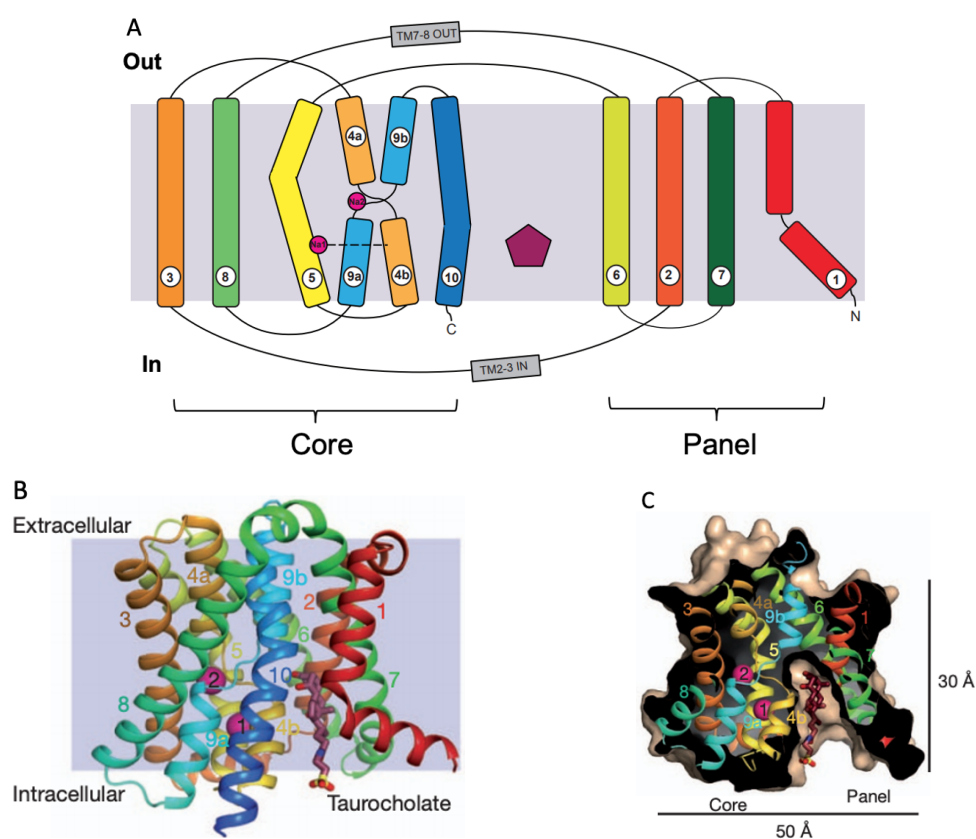 A
TM7-8 OUT
Out
4a
9b
Na2
Na1
3
8
5
9a
4b
10
6
2
7
1
C
N
In
TM2-3 IN
Core
Panel
B
Extracellular
4a
9b
3
2
1
5
6
2
10
7
8
1
9a
4b
Intracellular
Taurocholate
C
3
4a
9b
6
1
5
7
2
8
1
9a
4b
30 Å
Core
Panel
50 Å